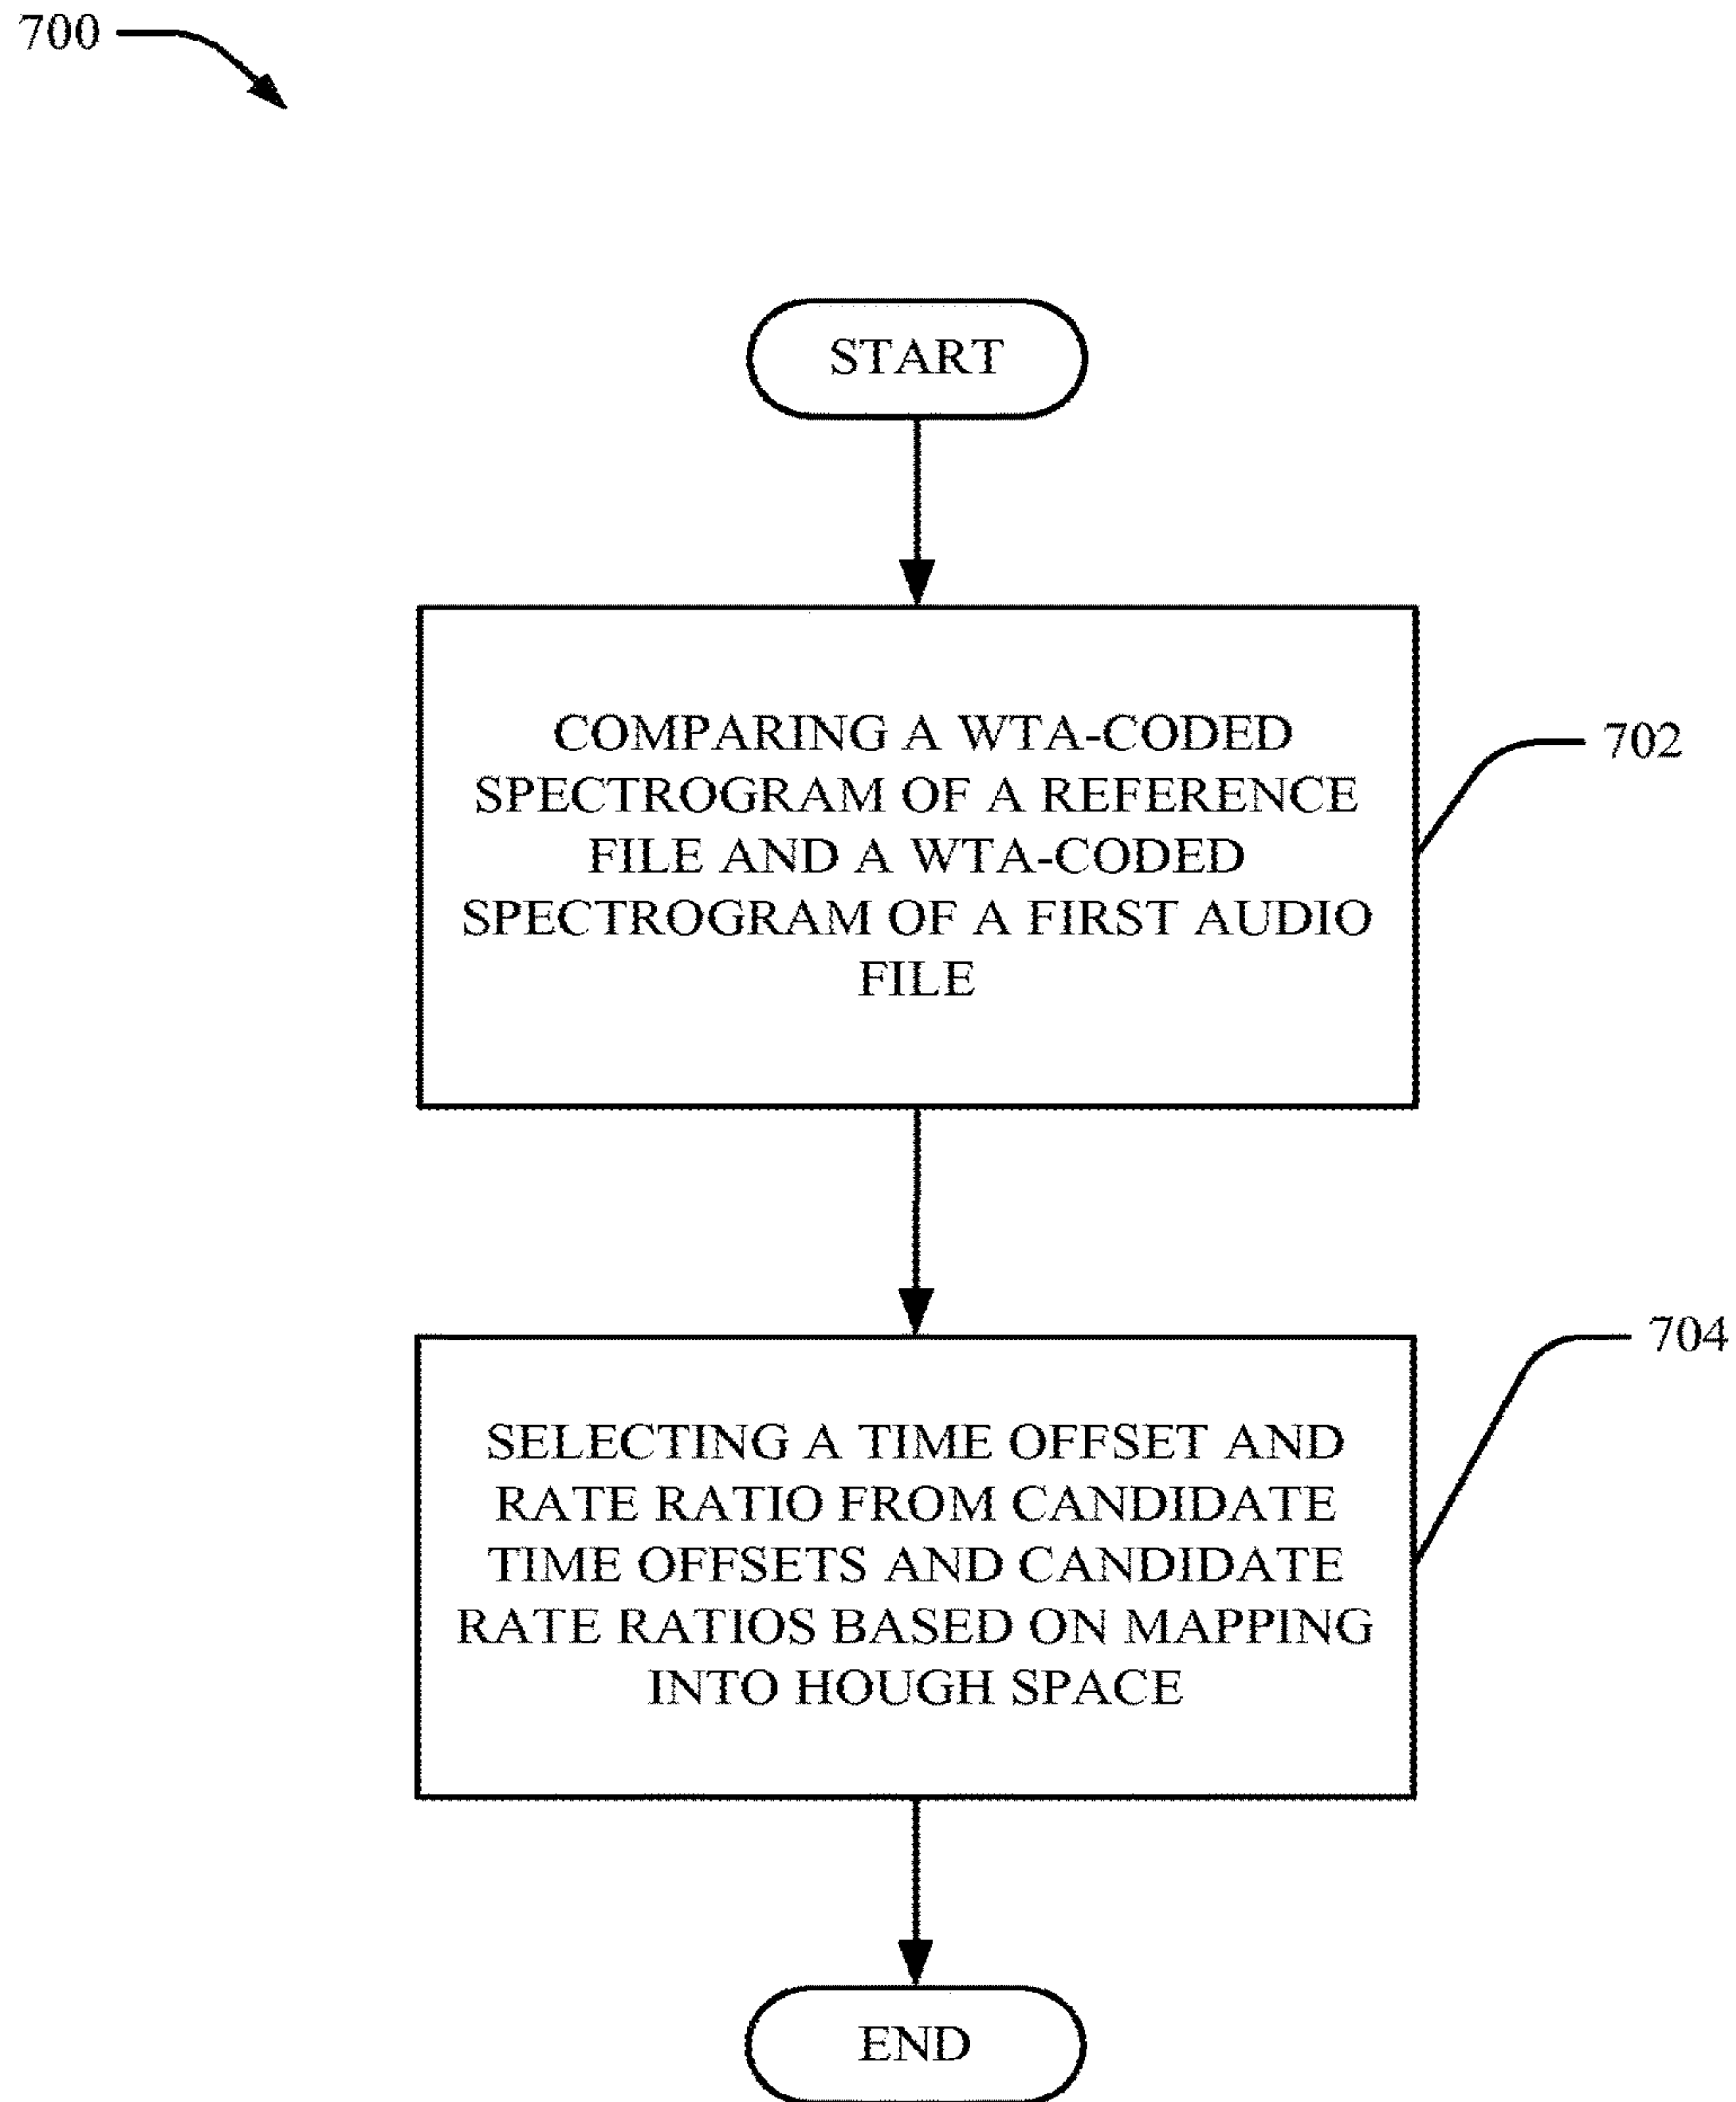 700
START
COMPARING A WTA-CODED
SPECTROGRAM OF A REFERENCE
FILE AND A WTA-CODED
SPECTROGRAM OF A FIRST AUDIO
FILE
702
SELECTING A TIME OFFSET AND
RATE RATIO FROM CANDIDATE
TIME OFFSETS AND CANDIDATE
RATE RATIOS BASED ON MAPPING
INTO HOUGH SPACE
704
END